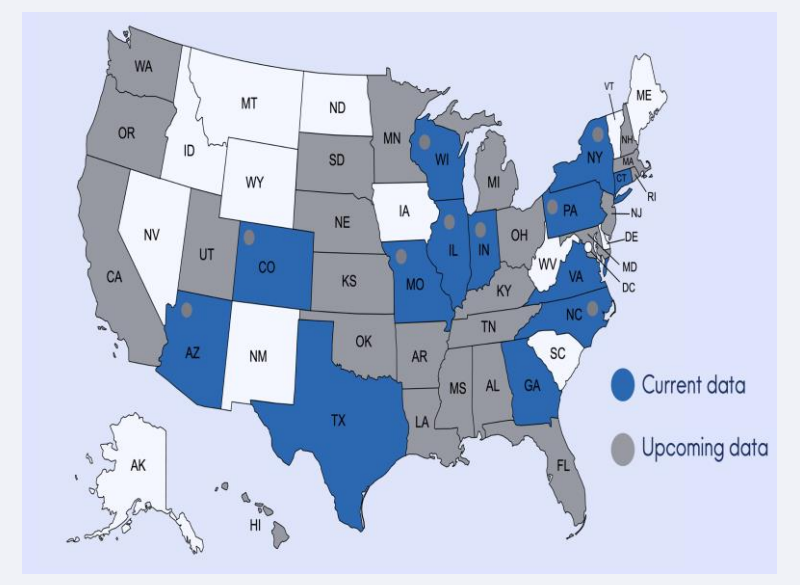 WA
MT
ND
MN
VT
ME
OR
ID
SD
WI
NY
NH
MA
WY
MI
CT
RI
IA
PA
NJ
NV
NE
IL
IN
OH
DE
UT
CO
WV
MD
CA
KS
MO
VA
DC
KY
NC
AZ
NM
OK
AR
TN
SC
MS
AL
GA
Current data
TX
LA
Upcoming data
AK
FL
HI